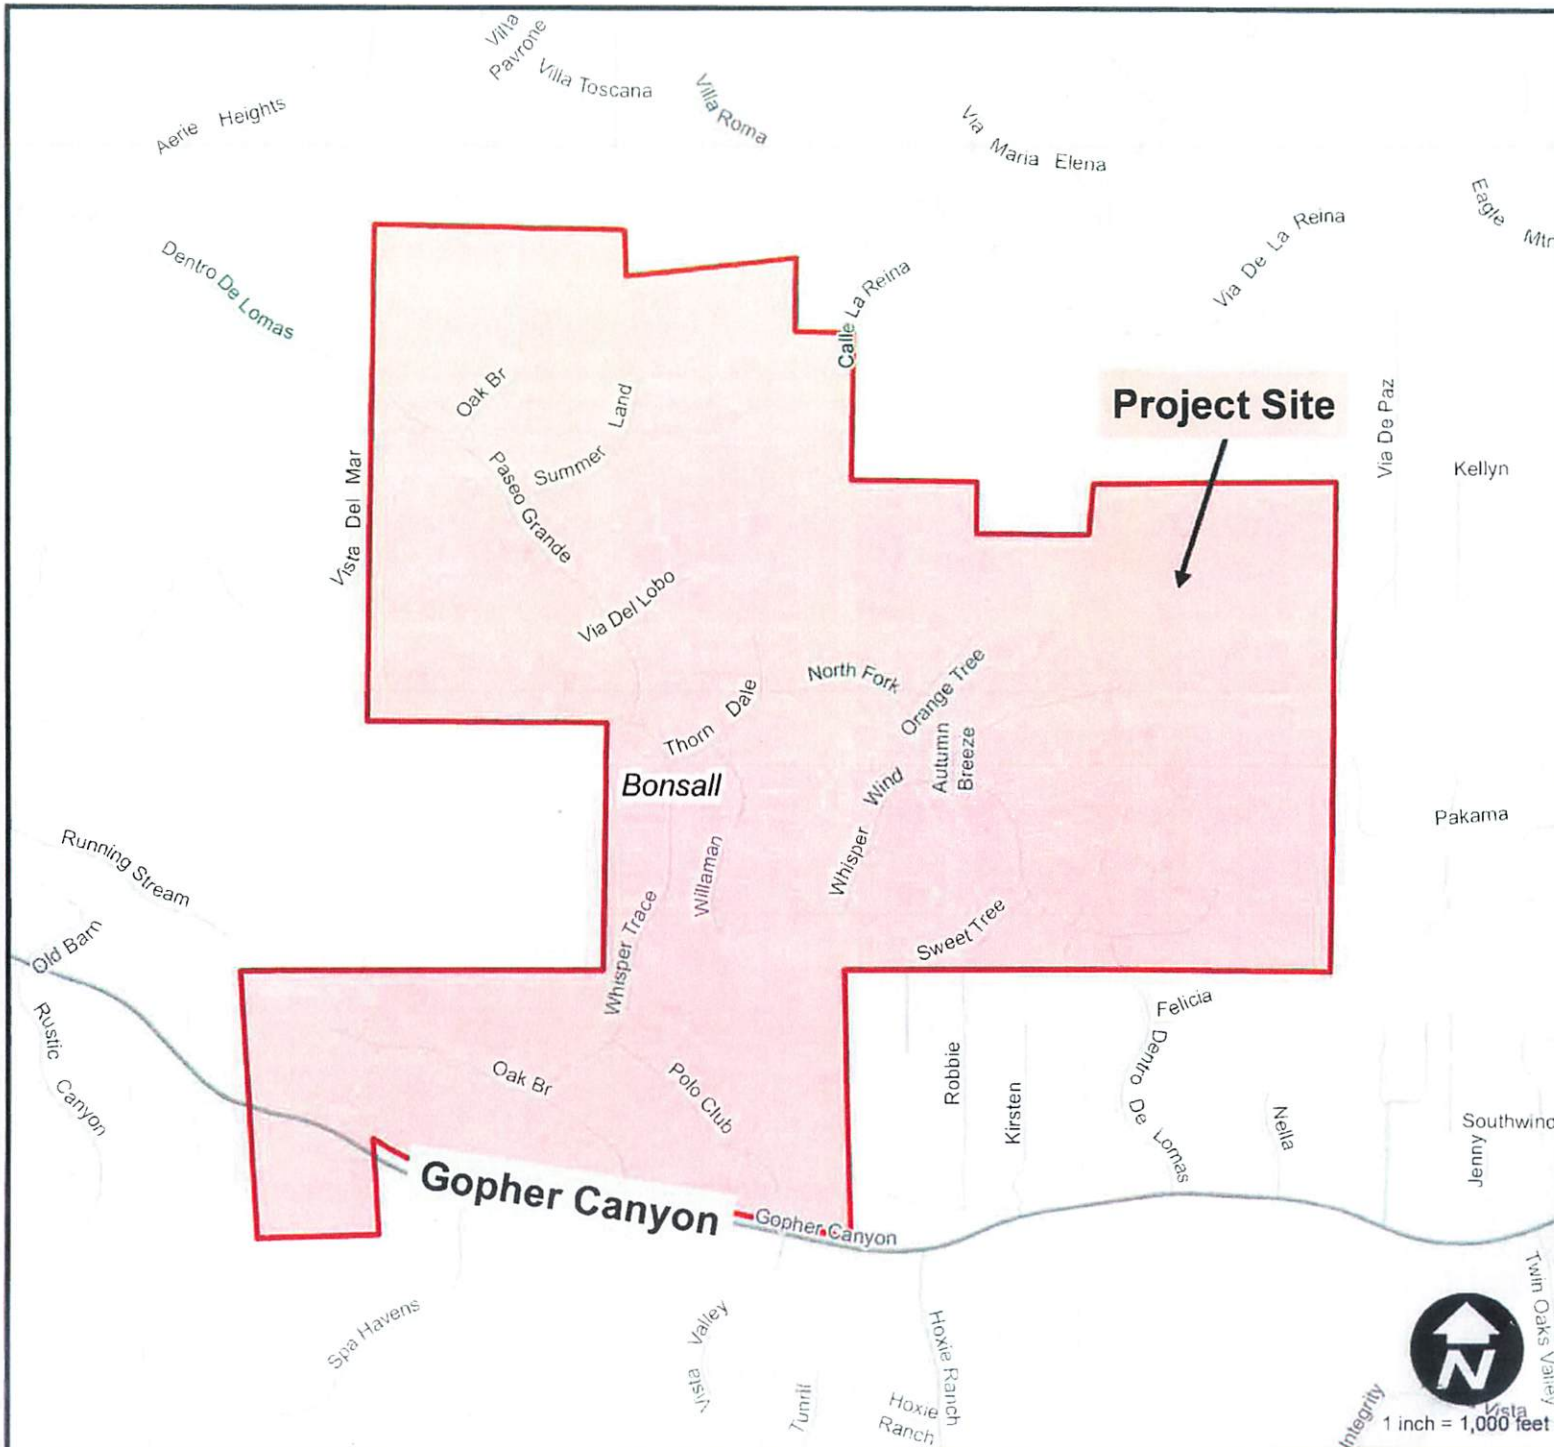 Villa
Pavrone
Villa Toscana
Villa Roma
Aerie Heights
Via Maria Elena
Eagle Mtn
Via De La Reina
Dentro De Lomas
Calle La Reina
Oak Br
Summer Land
Project Site
Via De Paz
Kellyn
Paseo Grande
Vista Del Mar
Via Del Lobo
North Fork
Orange Tree
Thorn Dale
Autumn
Breeze
Bonsall
Whisper Wind
Pakama
Running Stream
Willaman
Whisper Trace
Sweet Tree
Old Barn
Rustic Canyon
Felicia
Dentro De Lomas
Robbie
Kirsten
Oak Br
Polo Club
Nella
Southwind
Jenny
Gopher Canyon
Gopher Canyon
Spa Havens
Vista Valley
Tunril
Hoxie Ranch
Hoxie
Ranch
Twin Oaks Valley
N
Integrity
Vista
1 inch = 1,000 feet